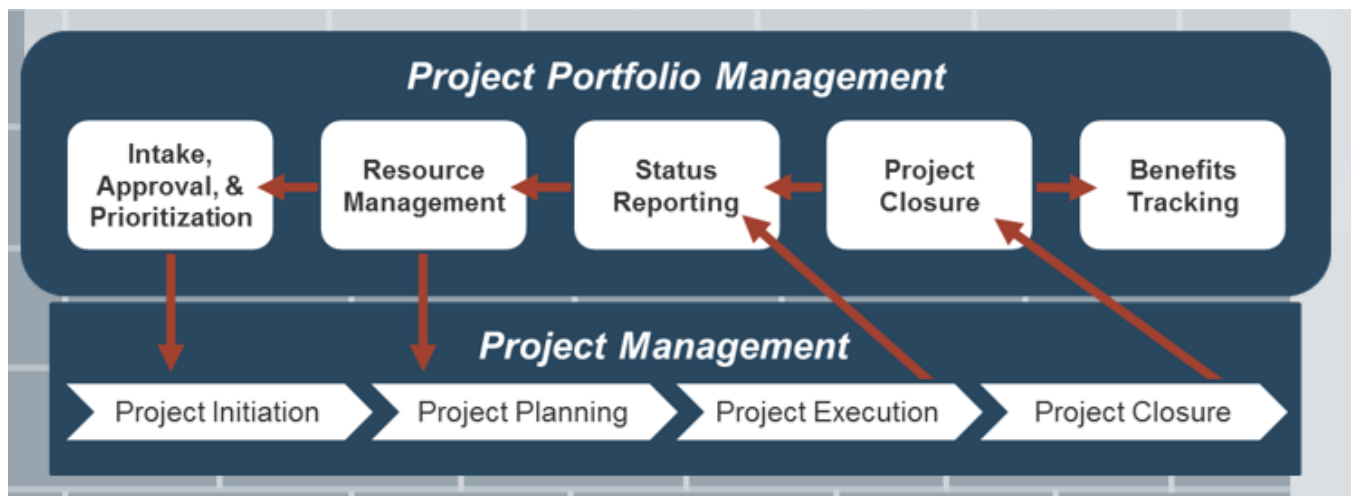 Project Portfolio Management
Intake,
Approval, &
Prioritization
Resource
Management
Status
Reporting
Project
Closure
Benefits
Tracking
Project Management
Project Initiation
Project Planning
Project Execution
Project Closure